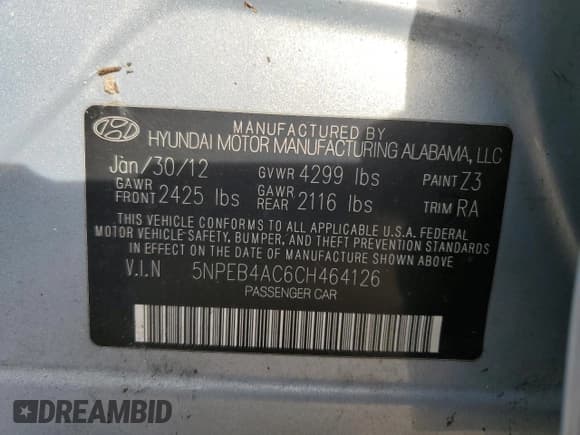 MANUFACTURED BY
HYUNDAI MOTOR MANUFACTURING ALABAMA, LLC
Jan/30/12 GVWR 4299 lbs PAINT Z3
GAWR FRONT 2425 lbs GAWR REAR 2116 lbs TRIM RA
THIS VEHICLE CONFORMS TO ALL APPLICABLE U.S.A. FEDERAL
MOTOR VEHICLE SAFETY, BUMPER, AND THEFT PREVENTION STANDARDS
IN EFFECT ON THE DATE OF MANUFACTURE SHOWN ABOVE.
V.I.N 5NPEB4AC6CH464126
PASSENGER CAR
DREAMBID